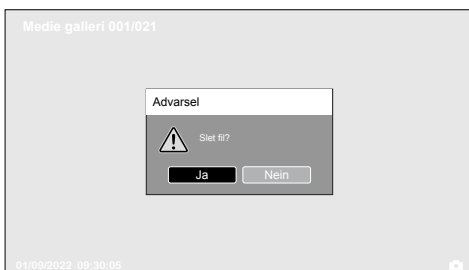 Medie galleri 001/021
Advarsel
Slet fil?
Ja
Nein
01/09/2022 09:30:05